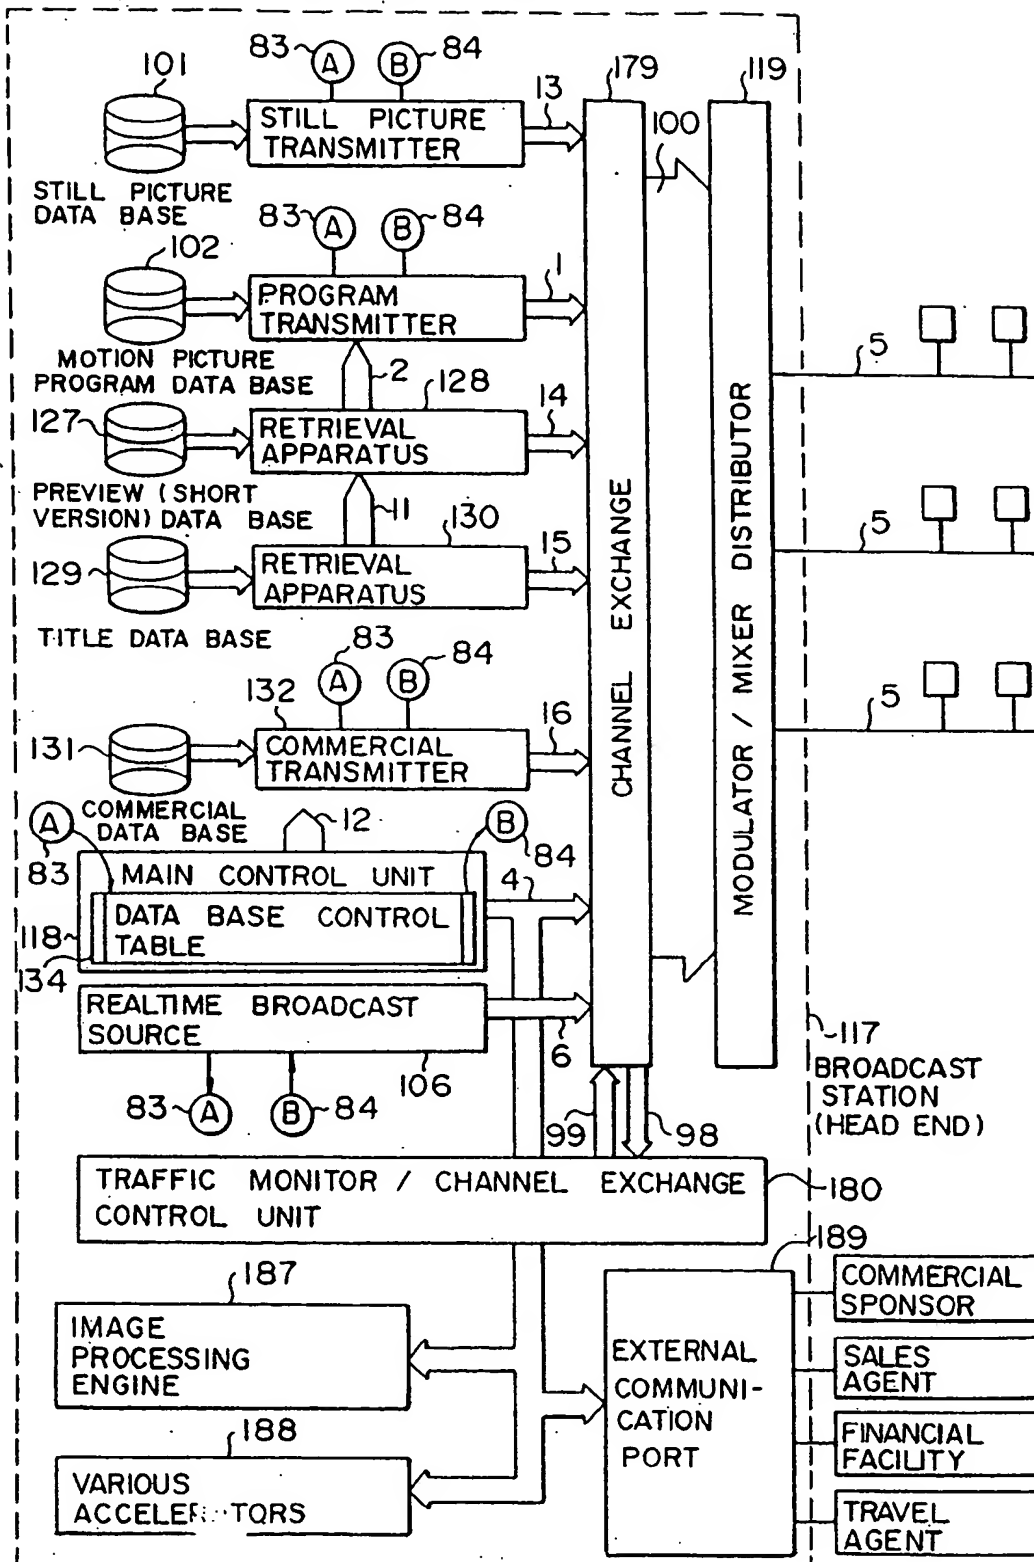 83 A B 84
101 179 119
13
STILL PICTURE
TRANSMITTER
100
STILL PICTURE
DATA BASE
83 A B 84
102 1
PROGRAM
TRANSMITTER
MOTION PICTURE
PROGRAM DATA BASE
2 128 5
127 14
RETRIEVAL
APPARATUS
PREVIEW (SHORT
VERSION) DATA BASE
11 130 5
129 15
RETRIEVAL
APPARATUS
TITLE DATA BASE
83 A B 84
132 16 5
131
COMMERCIAL
TRANSMITTER
COMMERCIAL
DATA BASE
CHANNEL EXCHANGE
MODULATOR / MIXER DISTRIBUTOR
A 83 12 B 84
MAIN CONTROL UNIT
4
DATA BASE CONTROL
TABLE
118
134
REALTIME BROADCAST
SOURCE
6
106
83 A B 84
99 98
117
BROADCAST
STATION
(HEAD END)
TRAFFIC MONITOR / CHANNEL EXCHANGE
CONTROL UNIT
180
187
IMAGE
PROCESSING
ENGINE
188
VARIOUS
189
EXTERNAL
COMMUNI-
CATION
PORT
COMMERCIAL
SPONSOR
SALES
AGENT
FINANCIAL
FACILITY
TRAVEL
AGENT